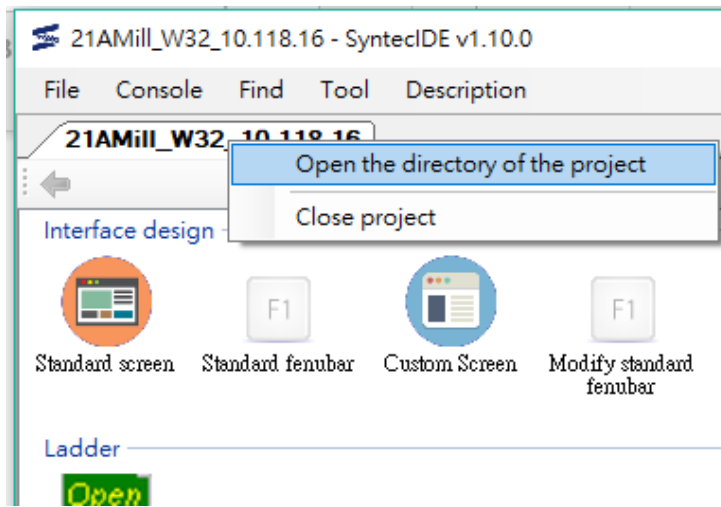 21AMill_W32_10.118.16 - SyntecIDE v1.10.0
File Console Find Tool Description
21AMill_W32_10.118.16
Open the directory of the project
Close project
Interface design
F1 F1
Standard screen Standard fenubar Custom Screen Modify standard
fenubar
Ladder
Open